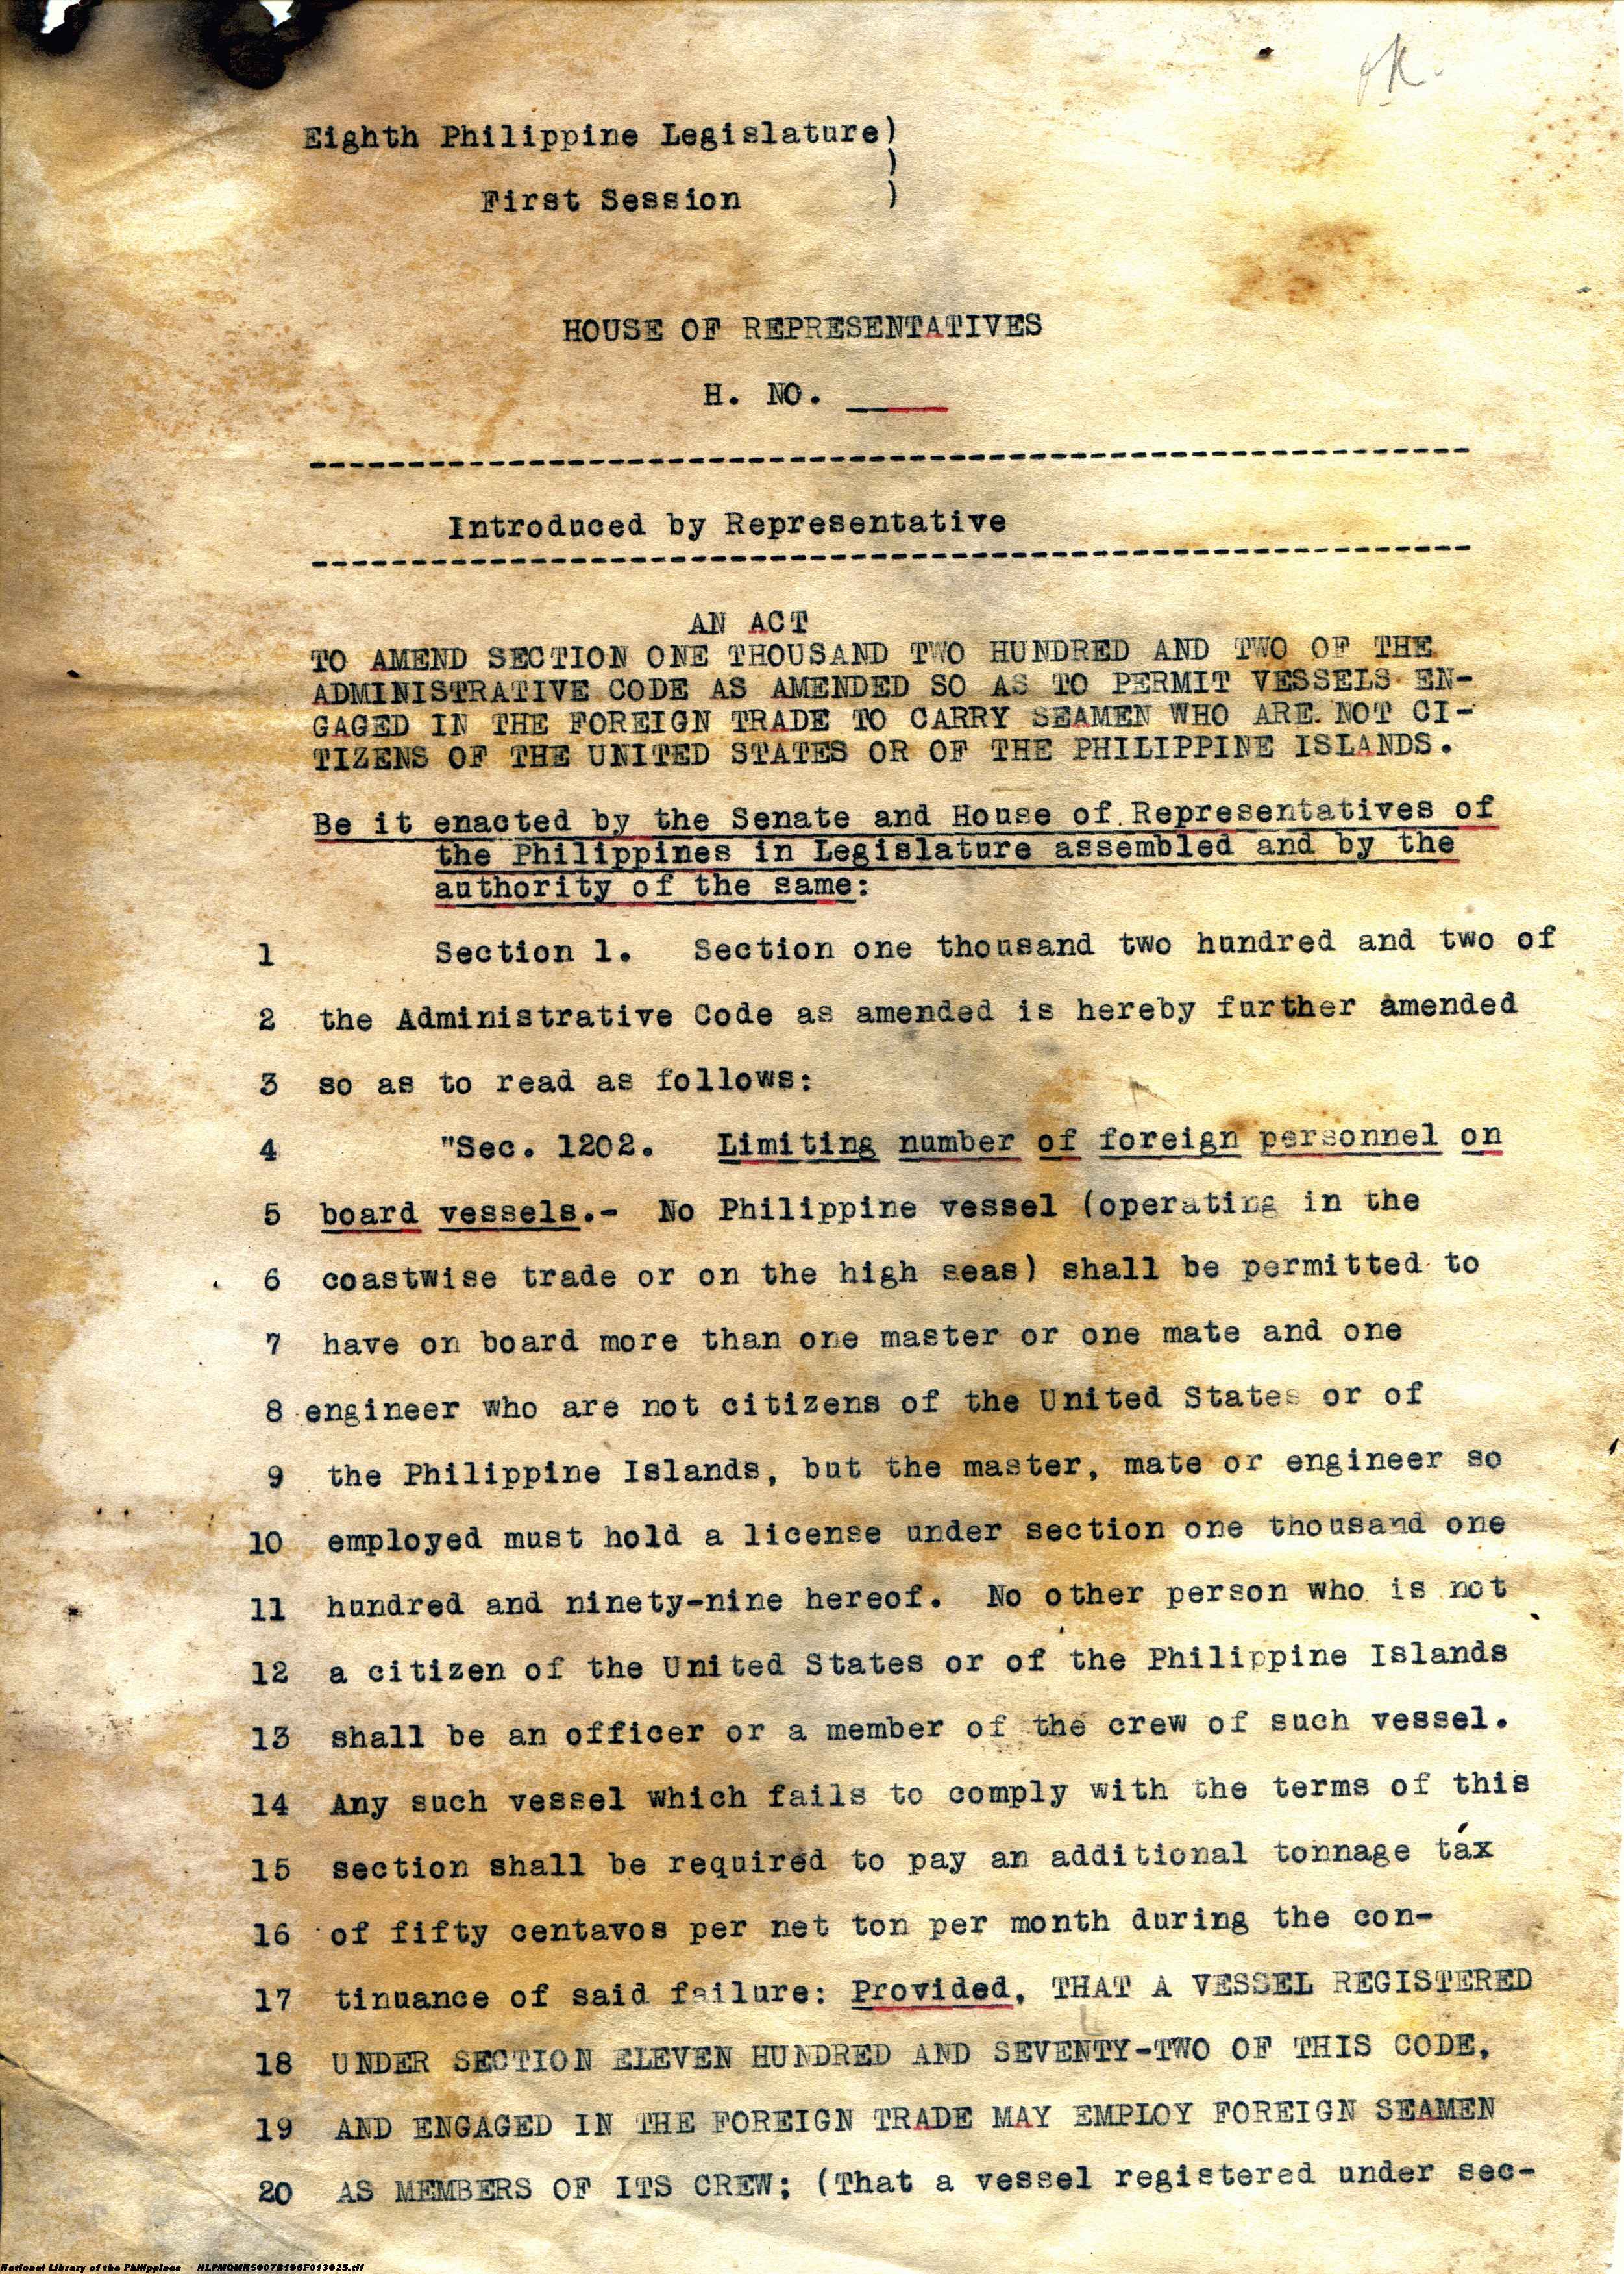 Eighth Philippine Legislature)
)
First Session )
HOUSE OF REPRESENTATIVES
H. NO. _____
Introduced by Representative
AN ACT
TO AMEND SECTION ONE THOUSAND TWO HUNDRED AND TWO OF THE
ADMINISTRATIVE CODE AS AMENDED SO AS TO PERMIT VESSELS EN-
GAGED IN THE FOREIGN TRADE TO CARRY SEAMEN WHO ARE NOT CI-
TIZENS OF THE UNITED STATES OR OF THE PHILIPPINE ISLANDS.
Be it enacted by the Senate and House of Representatives of
the Philippines in Legislature assembled and by the
authority of the same:
1 Section 1. Section one thousand two hundred and two of
2 the Administrative Code as amended is hereby further amended
3 so as to read as follows:
4 "Sec. 1202. Limiting number of foreign personnel on
5 board vessels.- No Philippine vessel (operating in the
6 coastwise trade or on the high seas) shall be permitted to
7 have on board more than one master or one mate and one
8 engineer who are not citizens of the United States or of
9 the Philippine Islands, but the master, mate or engineer so
10 employed must hold a license under section one thousand one
11 hundred and ninety-nine hereof. No other person who is not
12 a citizen of the United States or of the Philippine Islands
13 shall be an officer or a member of the crew of such vessel.
14 Any such vessel which fails to comply with the terms of this
15 section shall be required to pay an additional tonnage tax
16 of fifty centavos per net ton per month during the con-
17 tinuance of said failure: Provided, THAT A VESSEL REGISTERED
18 UNDER SECTION ELEVEN HUNDRED AND SEVENTY-TWO OF THIS CODE,
19 AND ENGAGED IN THE FOREIGN TRADE MAY EMPLOY FOREIGN SEAMEN
20 AS MEMBERS OF ITS CREW; (That a vessel registered under sec-
National Library of the Philippines NLPMQMNS007B196F013025.tif